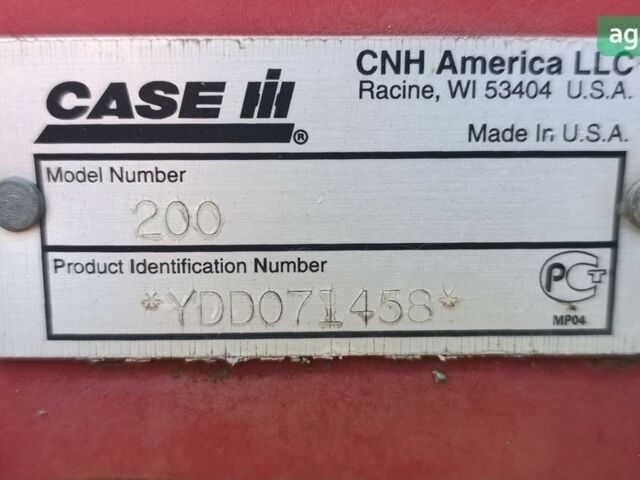 ag
CASE IH®
CNH America LLC
Racine, WI 53404 U.S.A.
Made In U.S.A.
Model Number
200
Product Identification Number
*YDD071458*
PCT
MP04